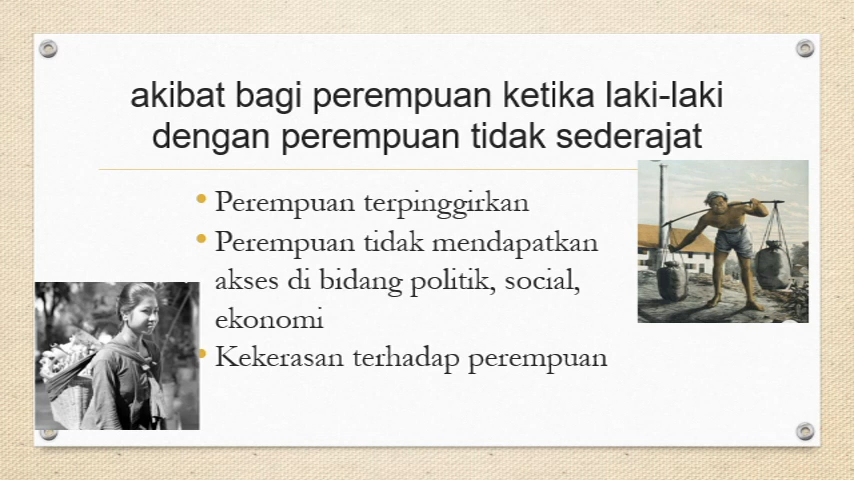 akibat bagi perempuan ketika laki-laki
dengan perempuan tidak sederajat
• Perempuan terpinggirkan
• Perempuan tidak mendapatkan
akses di bidang politik, social,
ekonomi
• Kekerasan terhadap perempuan